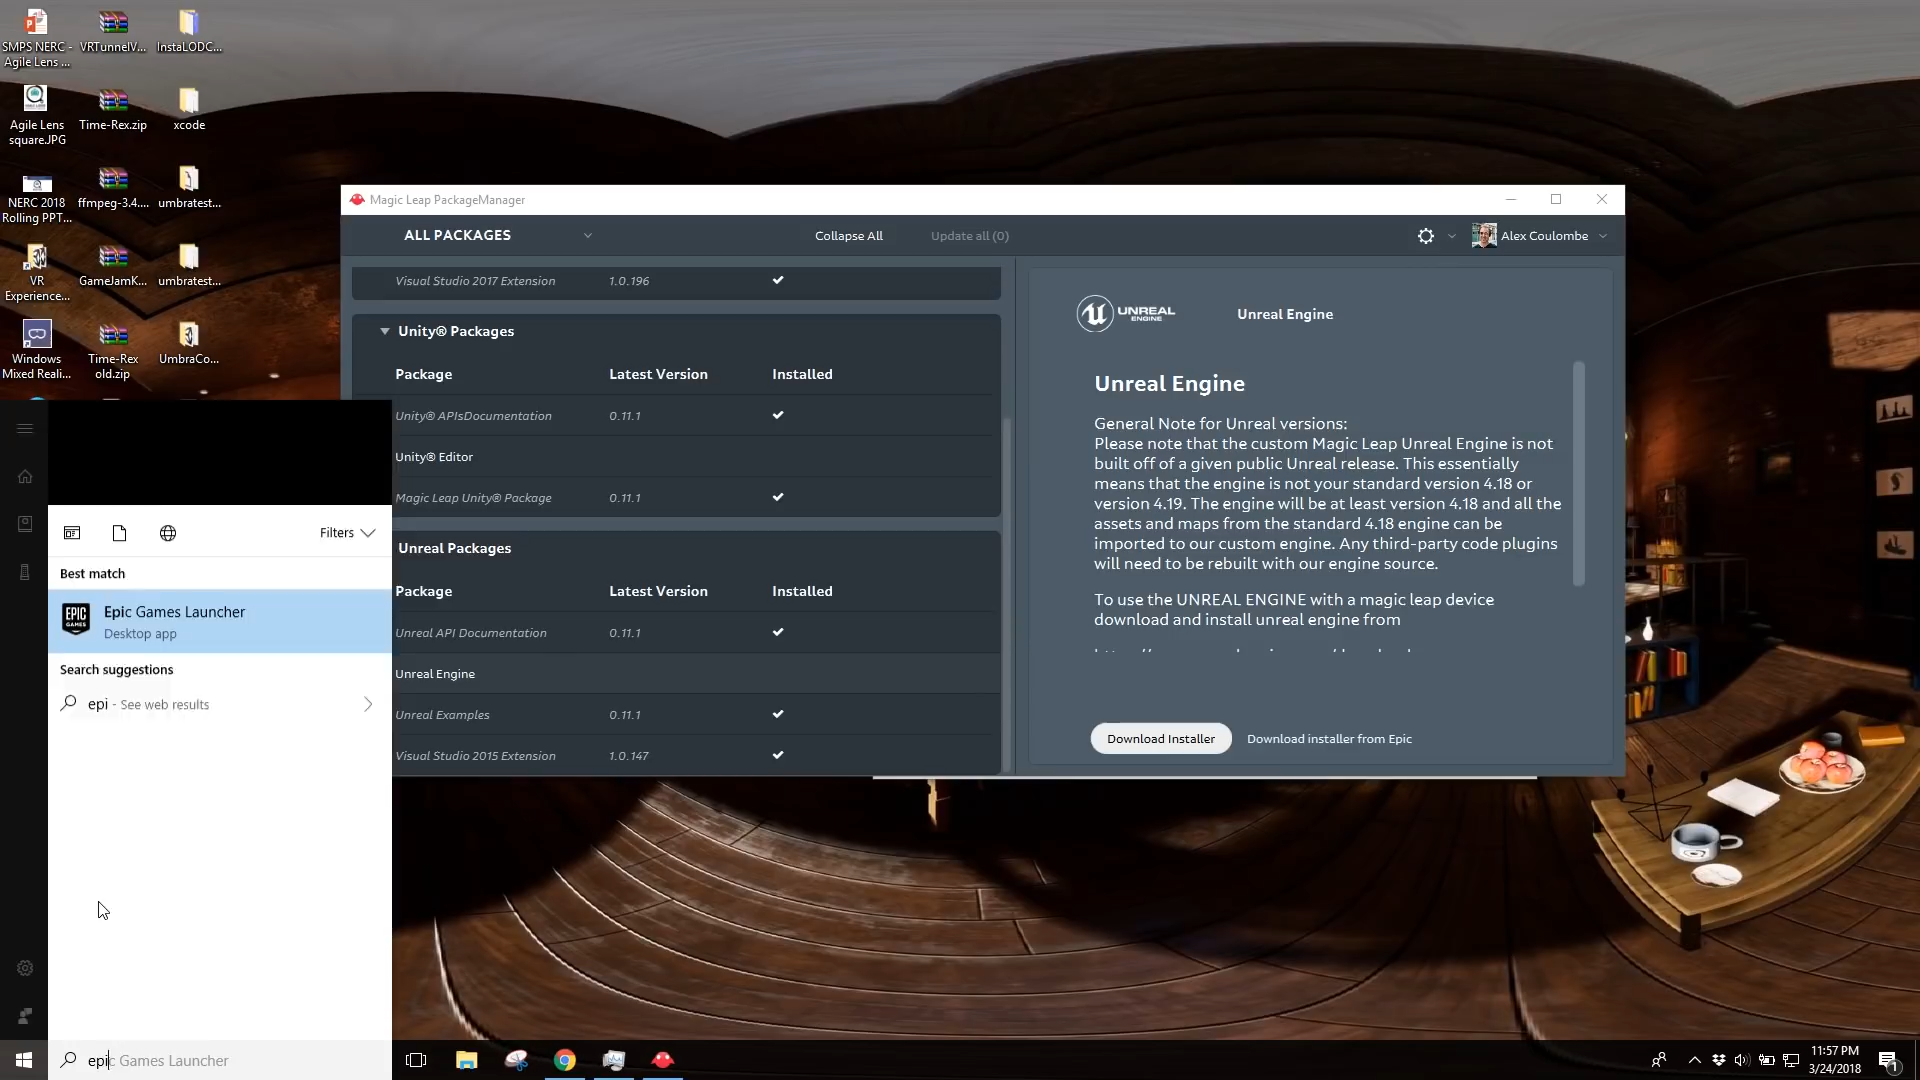 SMPS NERC -
Agile Lens ...
VRTunnelV...
InstaLODC...
Agile Lens
square.JPG
Time-Rex.zip
xcode
NERC 2018
Rolling PPT...
ffmpeg-3.4....
umbratest...
VR
Experience...
GameJamK...
umbratest...
Windows
Mixed Reali...
Time-Rex
old.zip
UmbraCo...
Magic Leap PackageManager
ALL PACKAGES
Collapse All
Update all (0)
Alex Coulombe
Visual Studio 2017 Extension 1.0.196
Unity® Packages
Package Latest Version Installed
Unity® APIsDocumentation 0.11.1
Unity® Editor
Magic Leap Unity® Package 0.11.1
Unreal Packages
Package Latest Version Installed
Unreal API Documentation 0.11.1
Unreal Engine
Unreal Examples 0.11.1
Visual Studio 2015 Extension 1.0.147
UNREAL
ENGINE
Unreal Engine
Unreal Engine
General Note for Unreal versions:
Please note that the custom Magic Leap Unreal Engine is not
built off of a given public Unreal release. This essentially
means that the engine is not your standard version 4.18 or
version 4.19. The engine will be at least version 4.18 and all the
assets and maps from the standard 4.18 engine can be
imported to our custom engine. Any third-party code plugins
will need to be rebuilt with our engine source.
To use the UNREAL ENGINE with a magic leap device
download and install unreal engine from
Download Installer
Download installer from Epic
Filters
Best match
EPIC
GAMES
Epic Games Launcher
Desktop app
Search suggestions
epi - See web results
epic Games Launcher
11:57 PM
3/24/2018
1